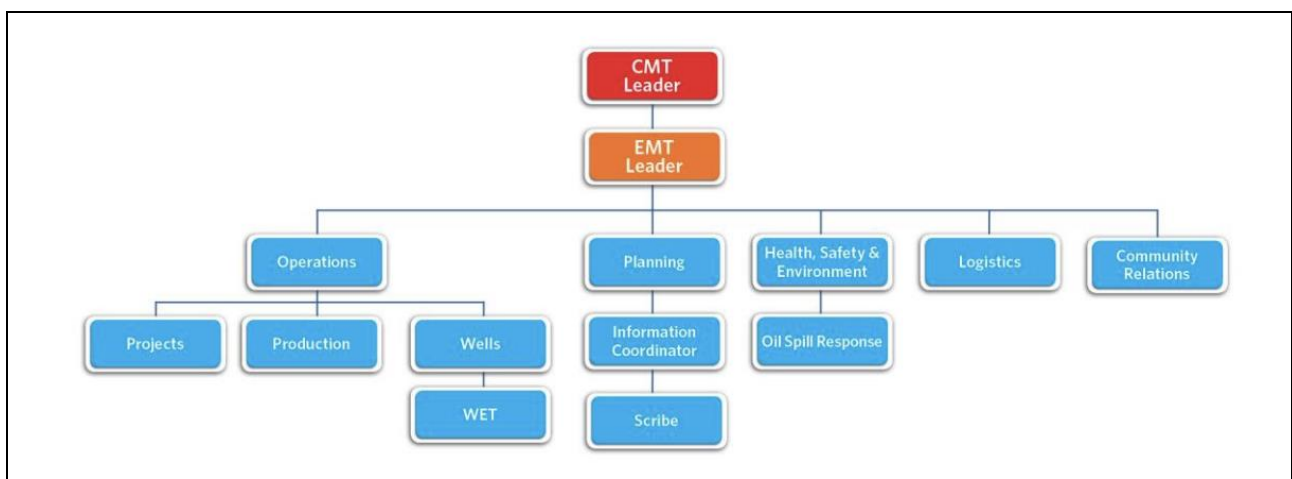 CMT
Leader
EMT
Leader
Operations
Planning
Health, Safety &
Environment
Logistics
Community
Relations
Projects
Production
Wells
Information
Coordinator
Oil Spill Response
WET
Scribe